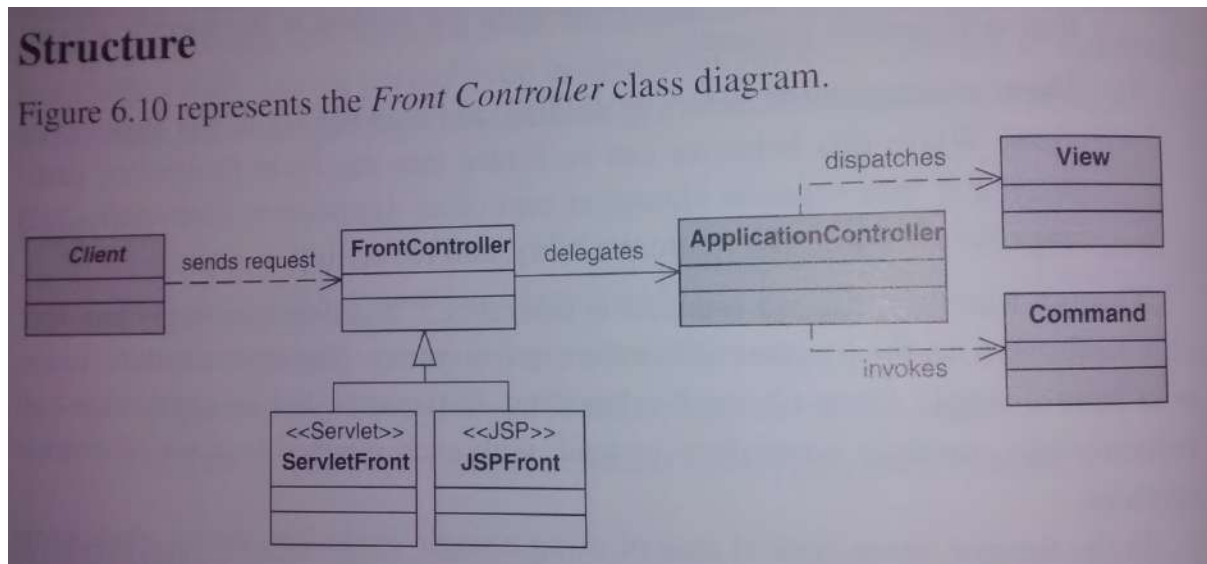 Structure
Figure 6.10 represents the Front Controller class diagram.
dispatches
View
Client
sends request
FrontController
delegates
ApplicationController
Command
invokes
<<Servlet>>
ServletFront
<<JSP>>
JSPFront